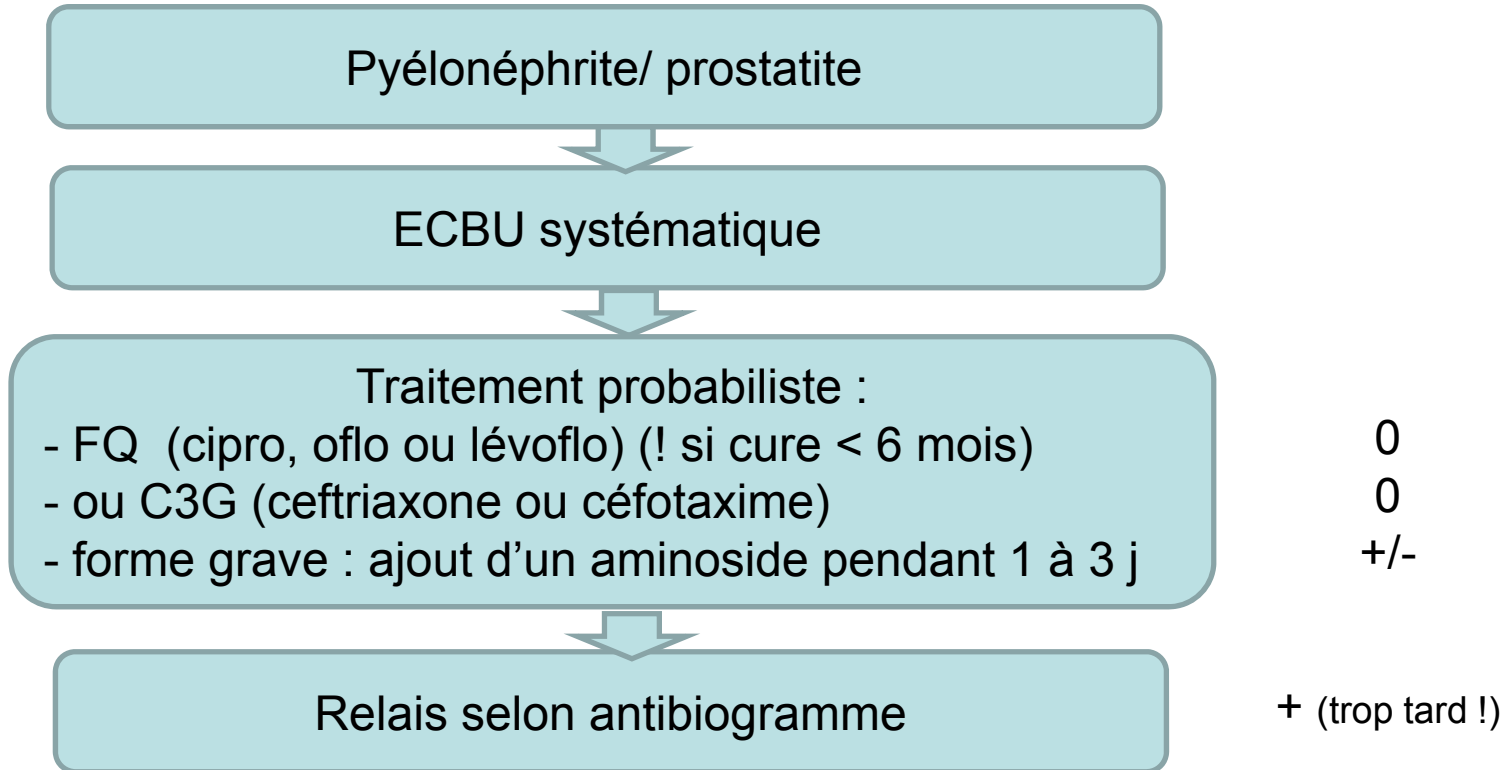 Pyélonéphrite/ prostatite
ECBU systématique
Traitement probabiliste :
- FQ (cipro, oflo ou lévoflo) (! si cure < 6 mois)
0
- ou C3G (ceftriaxone ou céfotaxime)
0
- forme grave : ajout d’un aminoside pendant 1 à 3 j
+/-
Relais selon antibiogramme
+ (trop tard !)